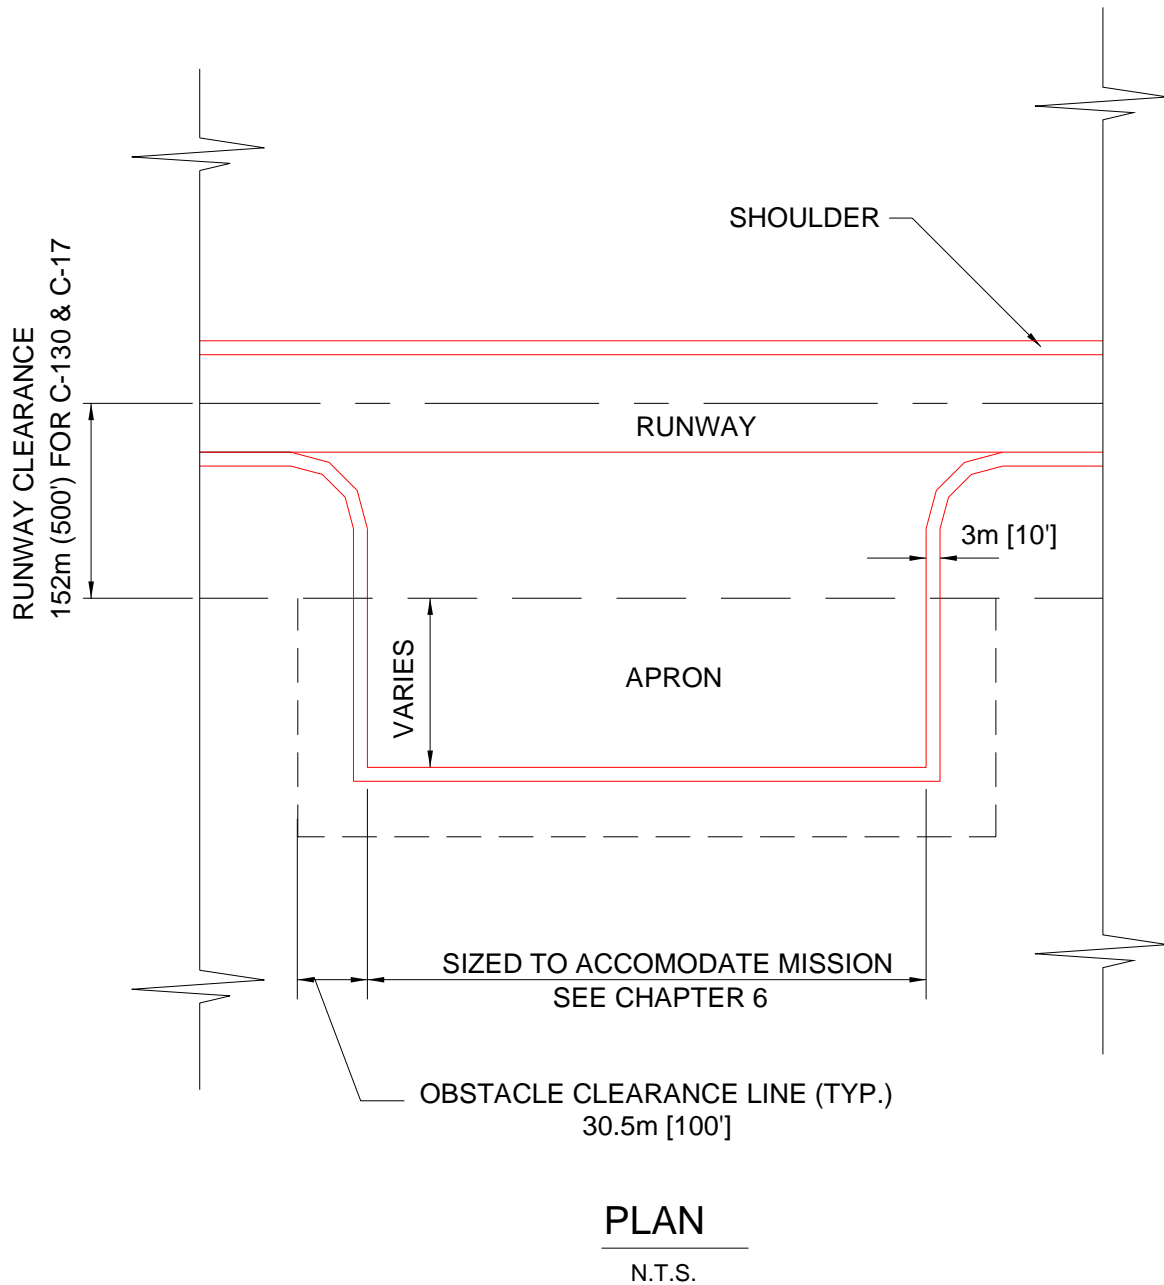 SHOULDER
RUNWAY CLEARANCE
152m (500') FOR C-130 & C-17
RUNWAY
3m [10']
VARIES
APRON
SIZED TO ACCOMODATE MISSION
SEE CHAPTER 6
OBSTACLE CLEARANCE LINE (TYP.)
30.5m [100']
PLAN
N.T.S.